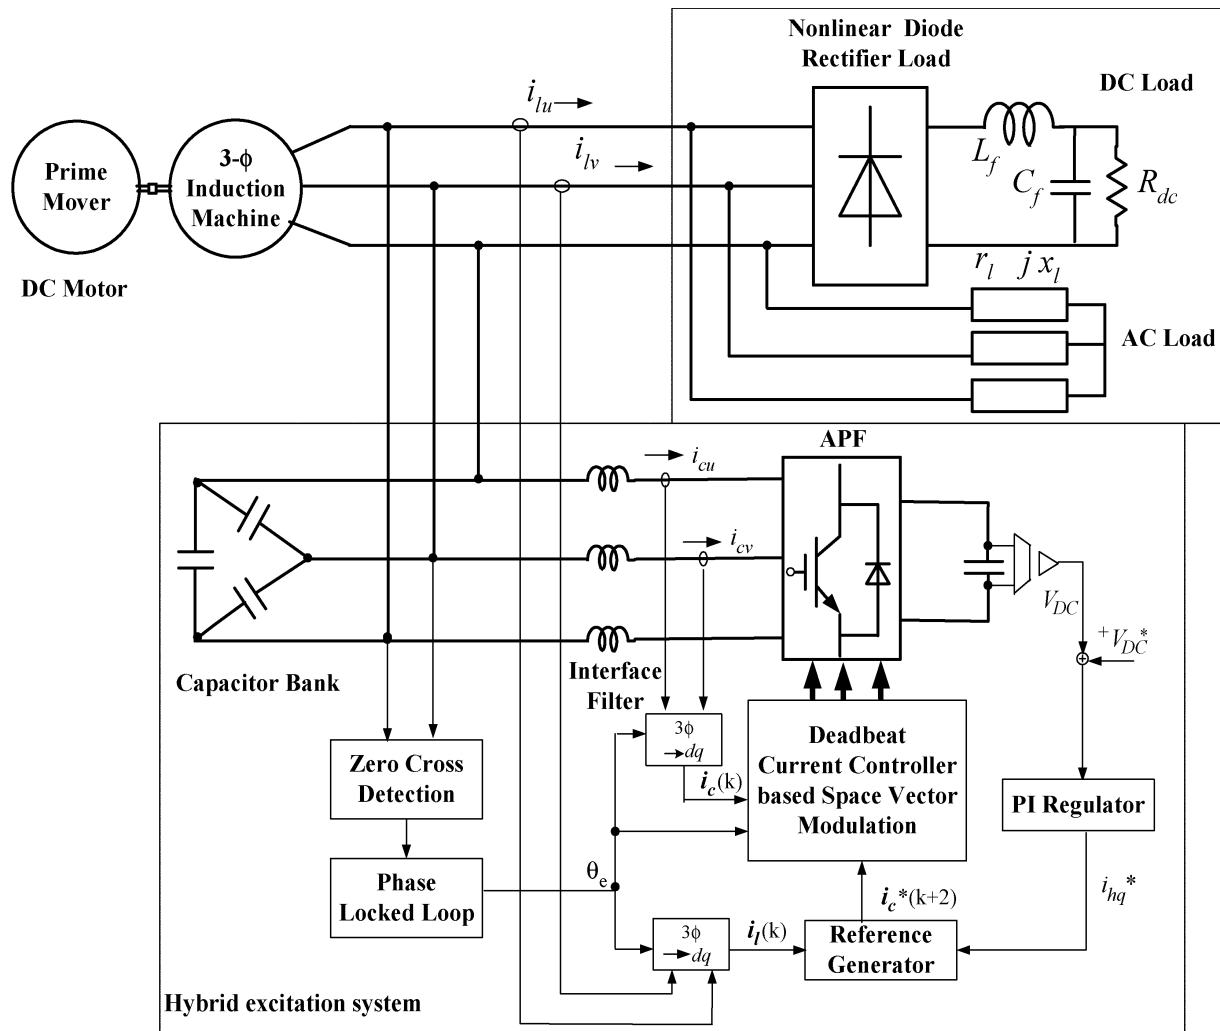 Nonlinear Diode
Rectifier Load
DC Load
i_lu
i_lv
Prime
Mover
3-ϕ
Induction
Machine
L_f
C_f
R_dc
DC Motor
r_l j x_l
AC Load
APF
i_cu
i_cv
V_DC
+V_DC*
Capacitor Bank
Interface
Filter
3ϕ
→dq
Deadbeat
Current Controller
based Space Vector
Modulation
Zero Cross
Detection
i_c(k)
PI Regulator
Phase
Locked Loop
θ_e
i_c*(k+2)
i_hq*
3ϕ
→dq
i_l(k)
Reference
Generator
Hybrid excitation system